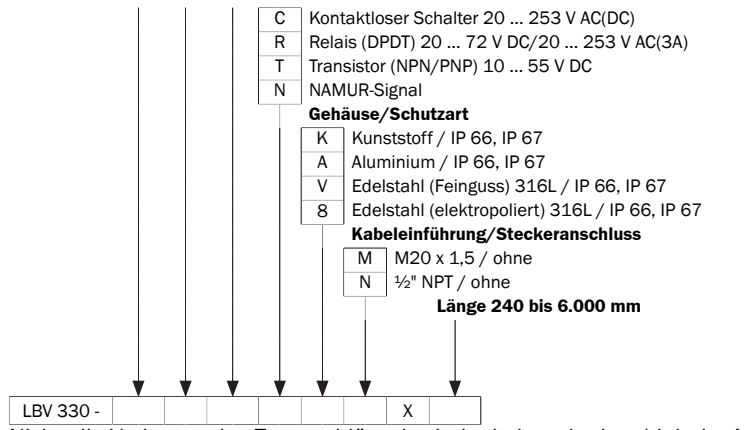 C Kontaktloser Schalter 20 ... 253 V AC(DC)
R Relais (DPDT) 20 ... 72 V DC/20 ... 253 V AC(3A)
T Transistor (NPN/PNP) 10 ... 55 V DC
N NAMUR-Signal
Gehäuse/Schutzart
K Kunststoff / IP 66, IP 67
A Aluminium / IP 66, IP 67
V Edelstahl (Feinguss) 316L / IP 66, IP 67
8 Edelstahl (elektropoliert) 316L / IP 66, IP 67
Kabeleinführung/Steckeranschluss
M M20 x 1,5 / ohne
N ½" NPT / ohne
Länge 240 bis 6.000 mm
LBV 330 - X